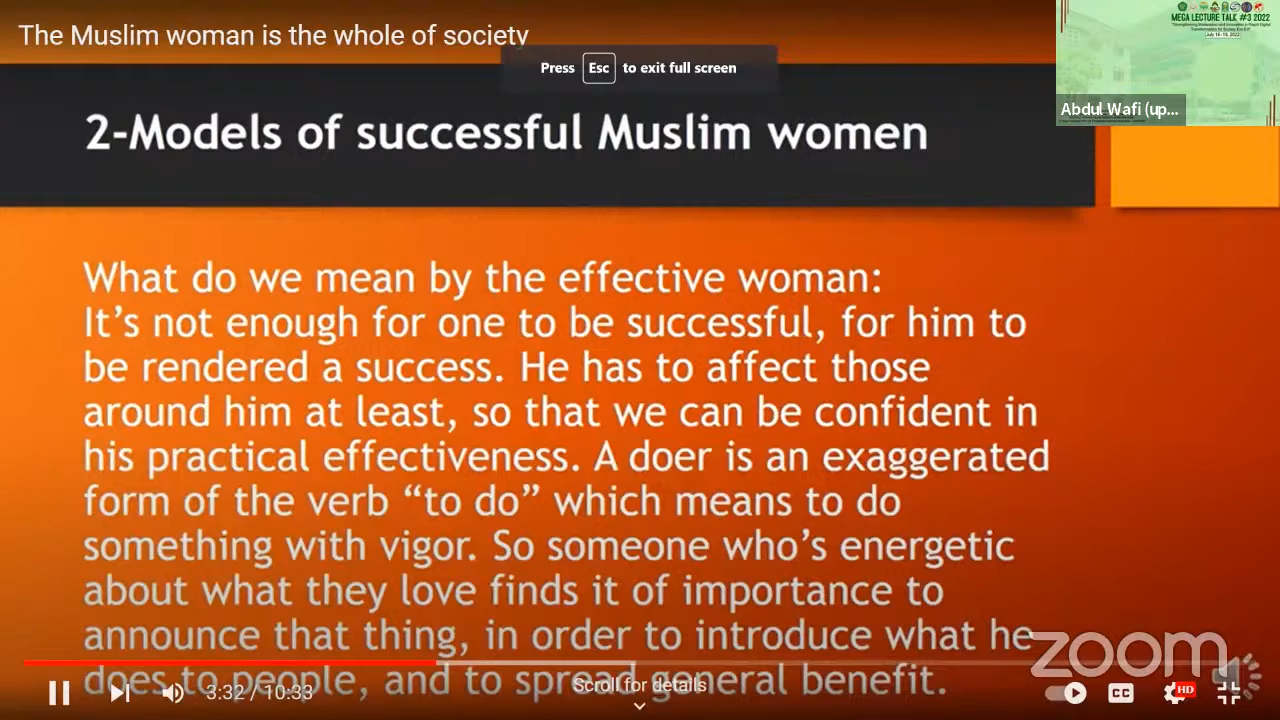 The Muslim woman is the whole of society
MEGA LECTURE TALK #3 2022
July 18-19, 2022
Press Esc to exit full screen
Abdul Wafi (up...
2-Models of successful Muslim women
What do we mean by the effective woman:
It’s not enough for one to be successful, for him to
be rendered a success. He has to affect those
around him at least, so that we can be confident in
his practical effectiveness. A doer is an exaggerated
form of the verb “to do” which means to do
something with vigor. So someone who’s energetic
about what they love finds it of importance to
announce that thing, in order to introduce what he
does to people, and to spread general benefit.
zoom
3:32 / 10:33
Scroll for details
CC
HD